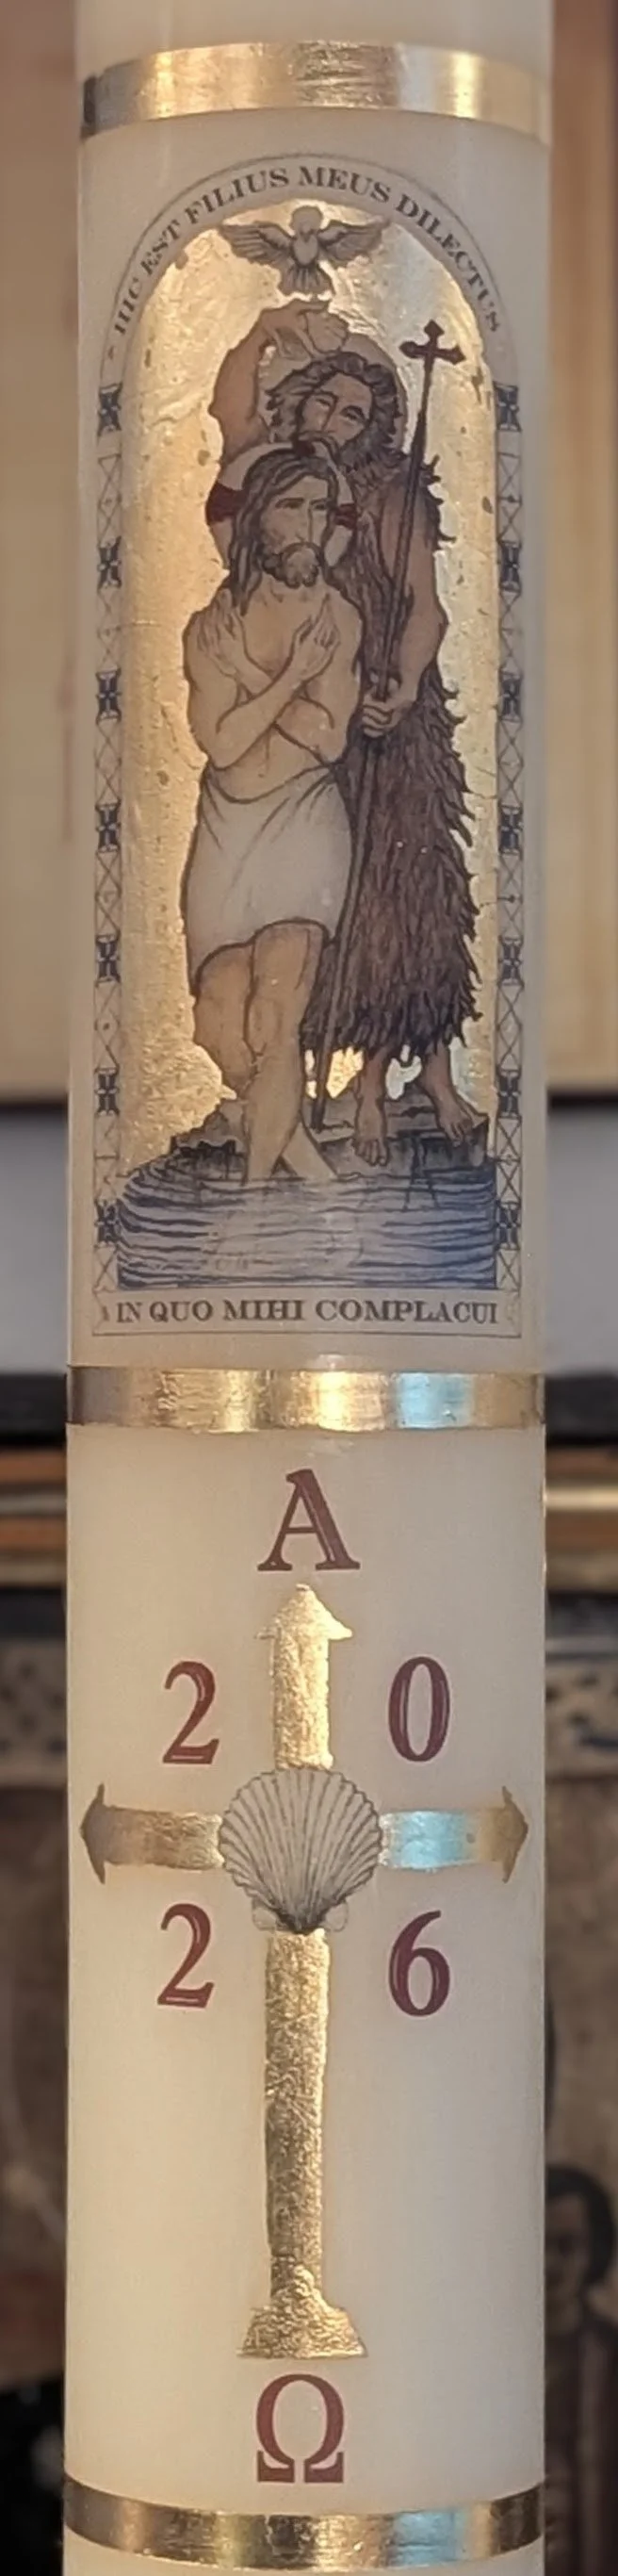 HIC EST FILIUS MEUS DILECTUS
IN QUO MIHI COMPLACUI
Α
2 0
2 6
Ω